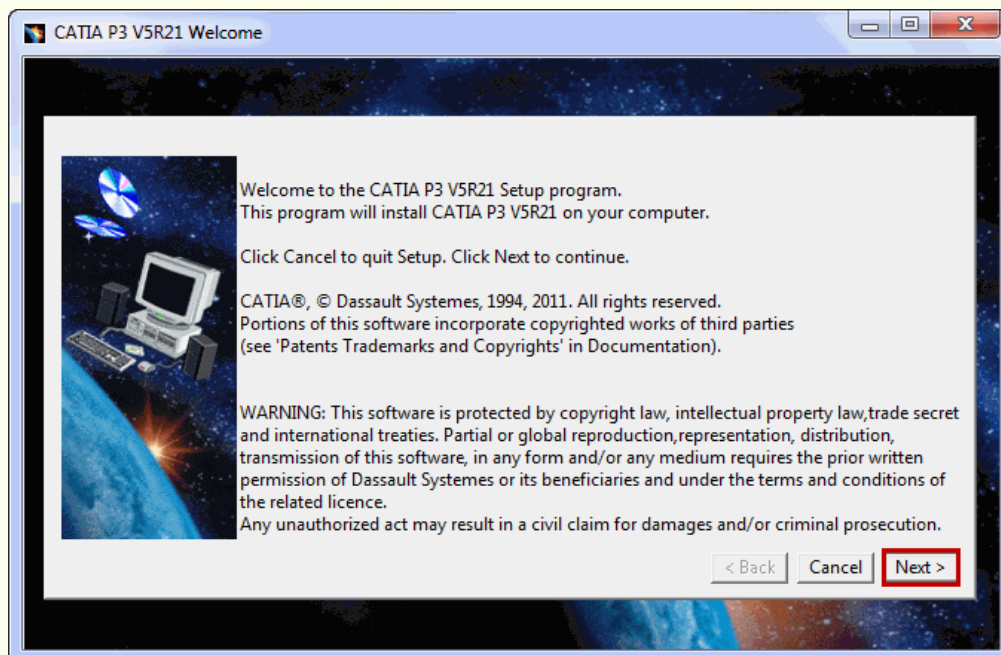 CATIA P3 V5R21 Welcome
Welcome to the CATIA P3 V5R21 Setup program.
This program will install CATIA P3 V5R21 on your computer.
Click Cancel to quit Setup. Click Next to continue.
CATIA®, © Dassault Systemes, 1994, 2011. All rights reserved.
Portions of this software incorporate copyrighted works of third parties
(see 'Patents Trademarks and Copyrights' in Documentation).
WARNING: This software is protected by copyright law, intellectual property law,trade secret
and international treaties. Partial or global reproduction,representation, distribution,
transmission of this software, in any form and/or any medium requires the prior written
permission of Dassault Systemes or its beneficiaries and under the terms and conditions of
the related licence.
Any unauthorized act may result in a civil claim for damages and/or criminal prosecution.
< Back Cancel Next >